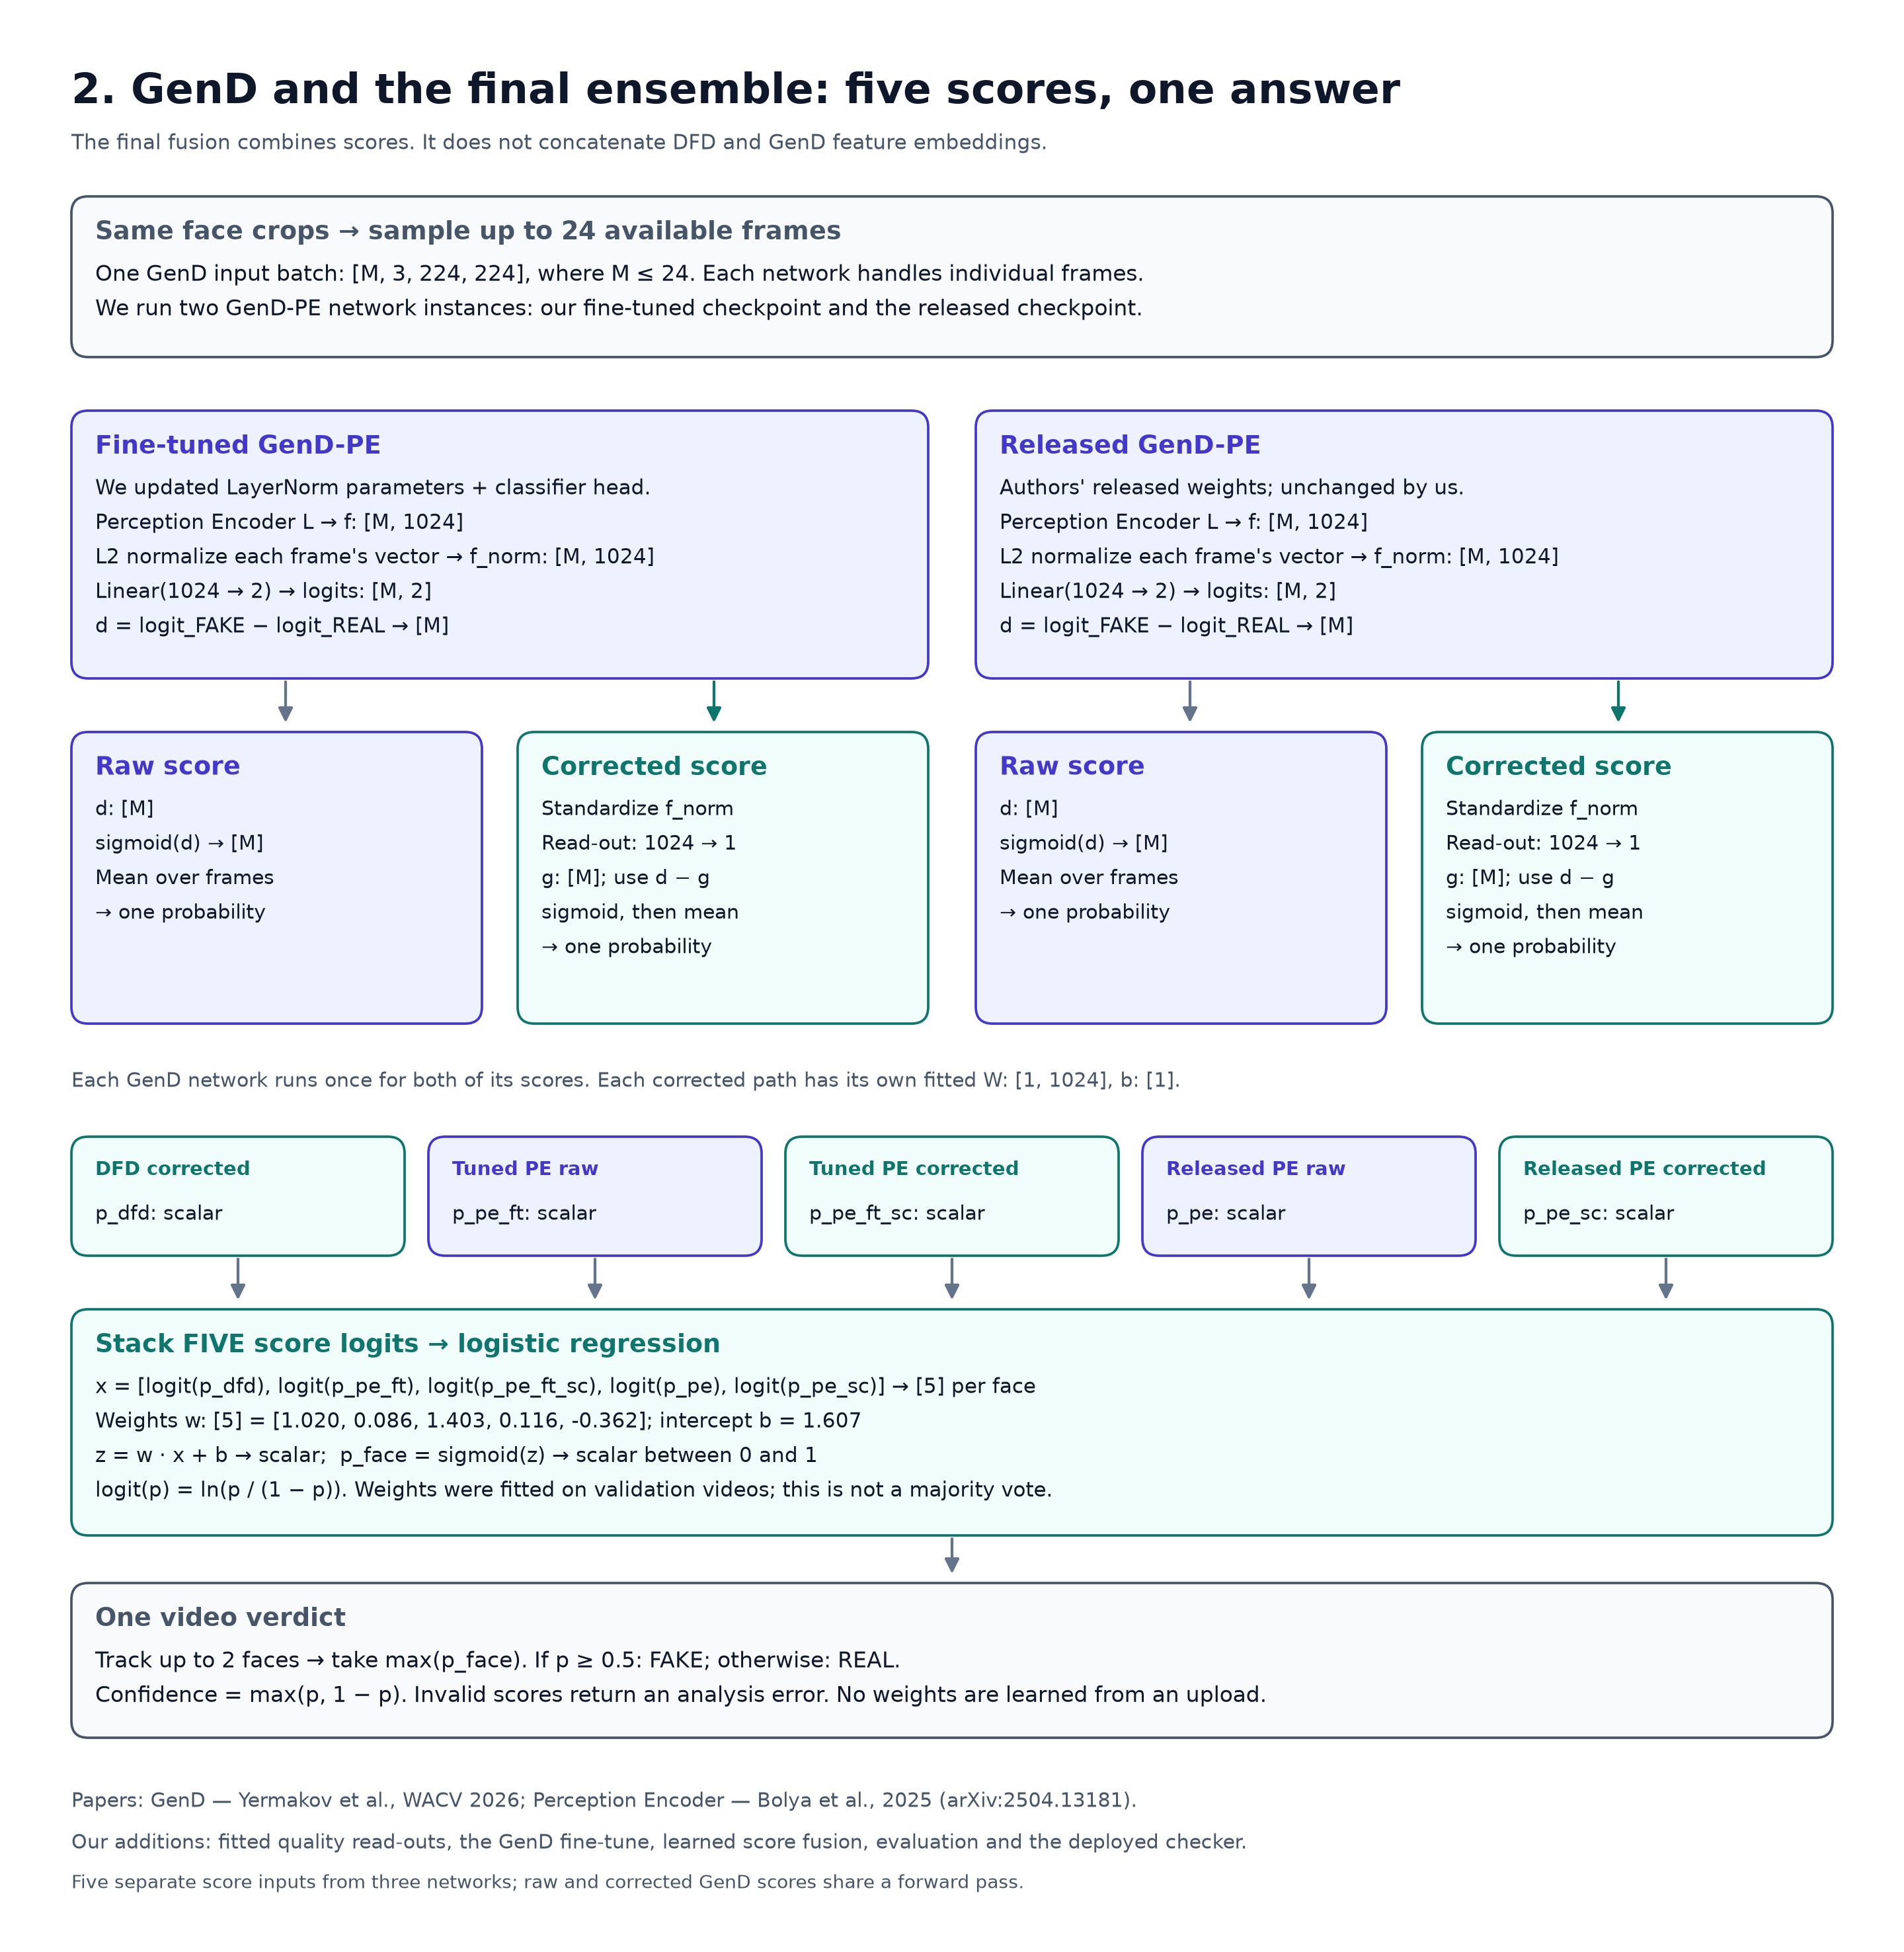 2. GenD and the final ensemble: five scores, one answer
The final fusion combines scores. It does not concatenate DFD and GenD feature embeddings.
Same face crops → sample up to 24 available frames
One GenD input batch: [M, 3, 224, 224], where M ≤ 24. Each network handles individual frames.
We run two GenD-PE network instances: our fine-tuned checkpoint and the released checkpoint.
Fine-tuned GenD-PE
We updated LayerNorm parameters + classifier head.
Perception Encoder L → f: [M, 1024]
L2 normalize each frame's vector → f_norm: [M, 1024]
Linear(1024 → 2) → logits: [M, 2]
d = logit_FAKE − logit_REAL → [M]
Released GenD-PE
Authors' released weights; unchanged by us.
Perception Encoder L → f: [M, 1024]
L2 normalize each frame's vector → f_norm: [M, 1024]
Linear(1024 → 2) → logits: [M, 2]
d = logit_FAKE − logit_REAL → [M]
Raw score
d: [M]
sigmoid(d) → [M]
Mean over frames
→ one probability
Corrected score
Standardize f_norm
Read-out: 1024 → 1
g: [M]; use d − g
sigmoid, then mean
→ one probability
Raw score
d: [M]
sigmoid(d) → [M]
Mean over frames
→ one probability
Corrected score
Standardize f_norm
Read-out: 1024 → 1
g: [M]; use d − g
sigmoid, then mean
→ one probability
Each GenD network runs once for both of its scores. Each corrected path has its own fitted W: [1, 1024], b: [1].
DFD corrected
p_dfd: scalar
Tuned PE raw
p_pe_ft: scalar
Tuned PE corrected
p_pe_ft_sc: scalar
Released PE raw
p_pe: scalar
Released PE corrected
p_pe_sc: scalar
Stack FIVE score logits → logistic regression
x = [logit(p_dfd), logit(p_pe_ft), logit(p_pe_ft_sc), logit(p_pe), logit(p_pe_sc)] → [5] per face
Weights w: [5] = [1.020, 0.086, 1.403, 0.116, -0.362]; intercept b = 1.607
z = w · x + b → scalar;  p_face = sigmoid(z) → scalar between 0 and 1
logit(p) = ln(p / (1 − p)). Weights were fitted on validation videos; this is not a majority vote.
One video verdict
Track up to 2 faces → take max(p_face). If p ≥ 0.5: FAKE; otherwise: REAL.
Confidence = max(p, 1 − p). Invalid scores return an analysis error. No weights are learned from an upload.
Papers: GenD — Yermakov et al., WACV 2026; Perception Encoder — Bolya et al., 2025 (arXiv:2504.13181).
Our additions: fitted quality read-outs, the GenD fine-tune, learned score fusion, evaluation and the deployed checker.
Five separate score inputs from three networks; raw and corrected GenD scores share a forward pass.